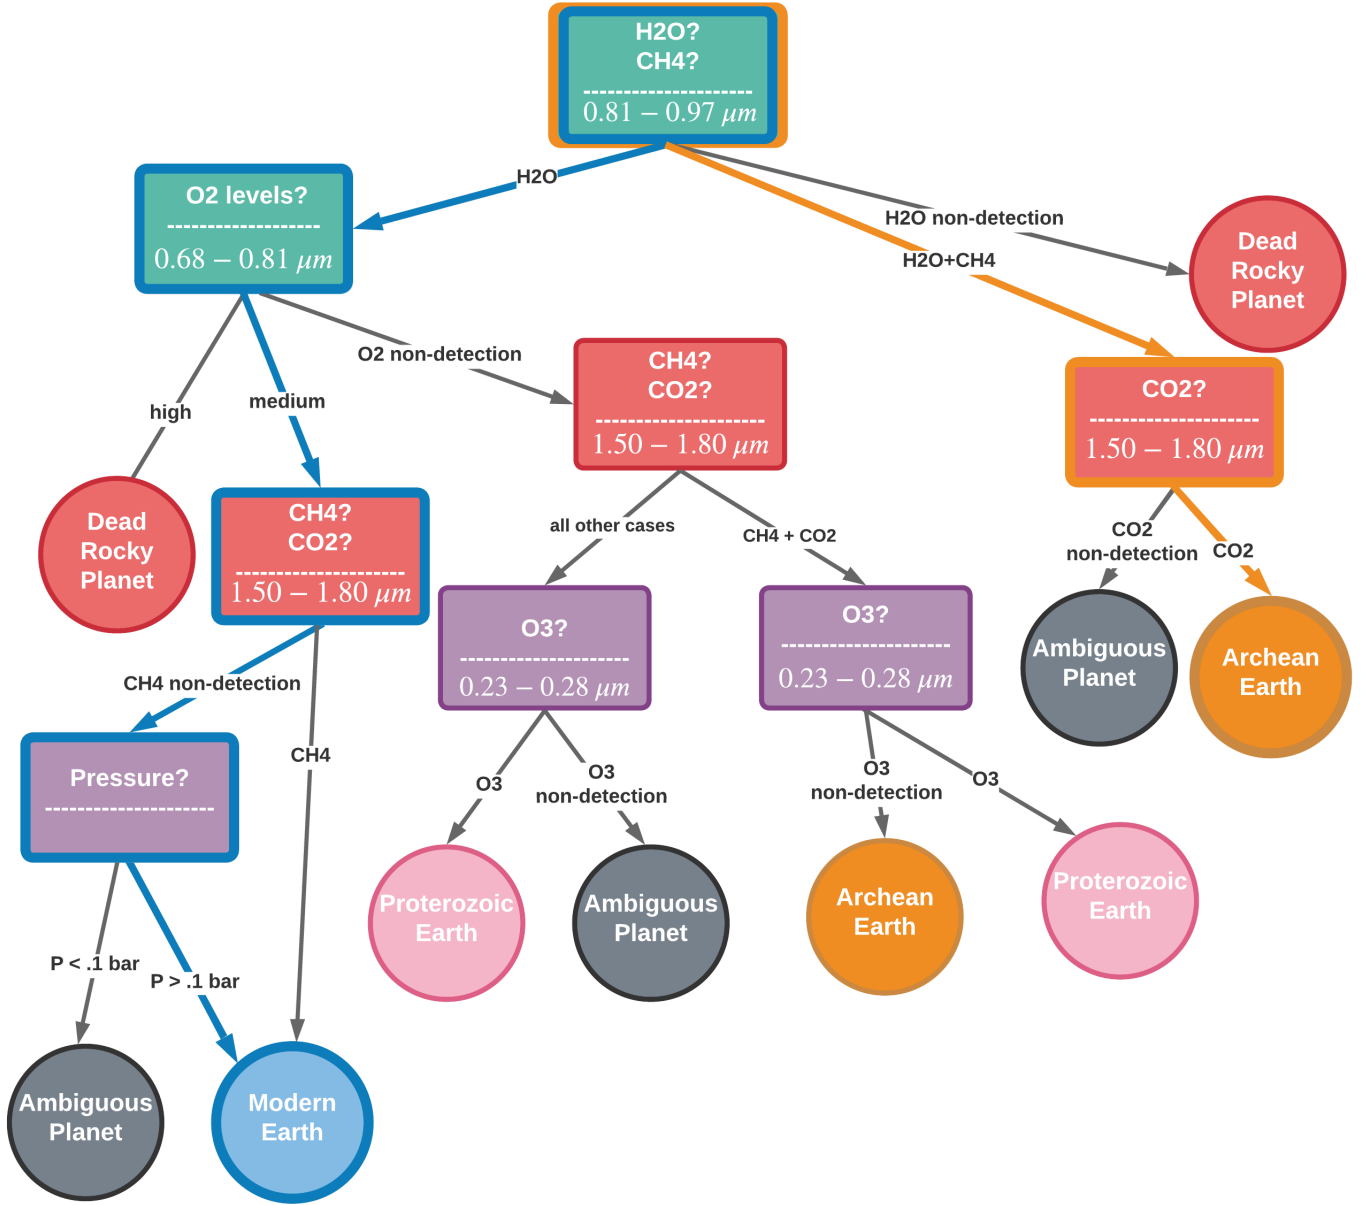 H2O?
CH4?
0.81 – 0.97 μm
H2O
H2O non-detection
H2O+CH4
O2 levels?
0.68 – 0.81 μm
Dead
Rocky
Planet
high
medium
O2 non-detection
CH4?
CO2?
1.50 – 1.80 μm
CO2?
1.50 – 1.80 μm
Dead
Rocky
Planet
CH4?
CO2?
1.50 – 1.80 μm
all other cases
CH4 + CO2
CO2
non-detection
CO2
O3?
0.23 – 0.28 μm
O3?
0.23 – 0.28 μm
Ambiguous
Planet
Archean
Earth
CH4 non-detection
CH4
Pressure?
O3
O3
non-detection
O3
non-detection
O3
Proterozoic
Earth
Ambiguous
Planet
Archean
Earth
Proterozoic
Earth
P < .1 bar
P > .1 bar
Ambiguous
Planet
Modern
Earth